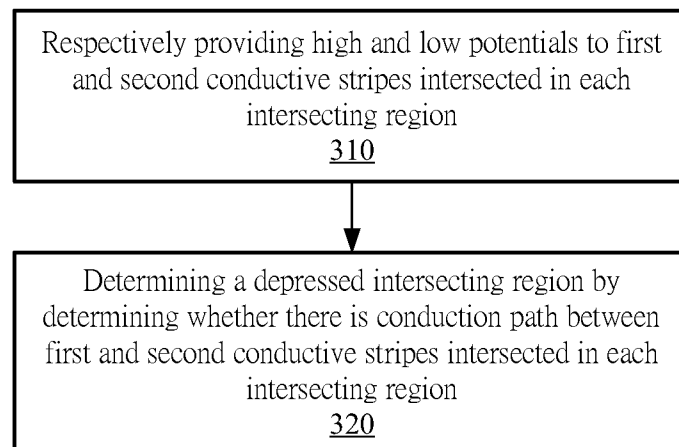 Respectively providing high and low potentials to first
and second conductive stripes intersected in each
intersecting region
310
Determining a depressed intersecting region by
determining whether there is conduction path between
first and second conductive stripes intersected in each
intersecting region
320